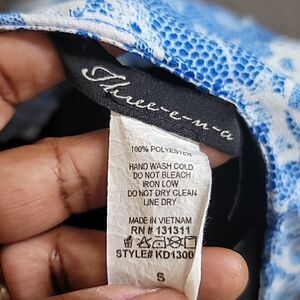 Three-e-m-a
100% POLYESTER
HAND WASH COLD
DO NOT BLEACH
IRON LOW
DO NOT DRY CLEAN
LINE DRY
MADE IN VIETNAM
RN # 131311
STYLE# KD1300
S